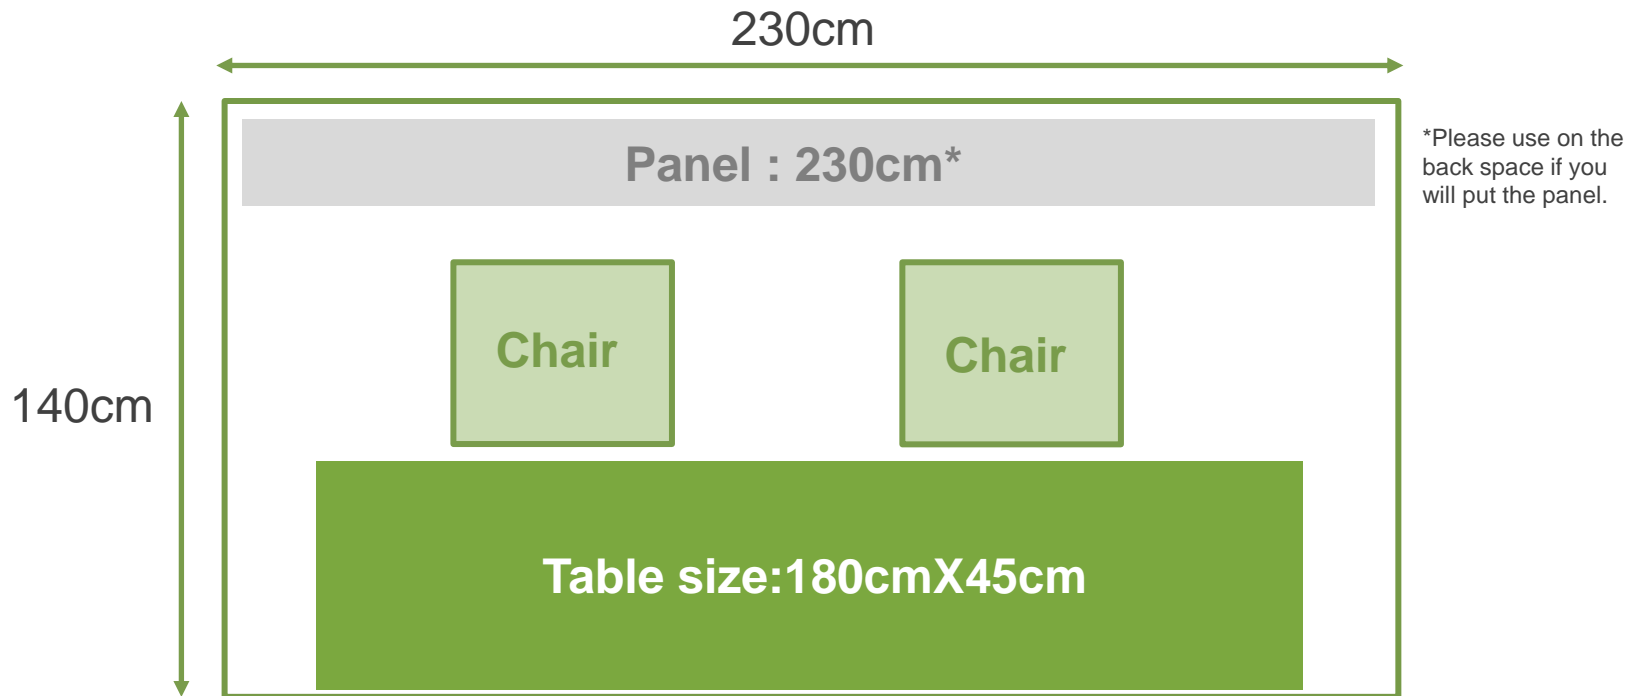 230cm
Panel : 230cm*
*Please use on the
back space if you
will put the panel.
Chair
Chair
140cm
Table size:180cmX45cm